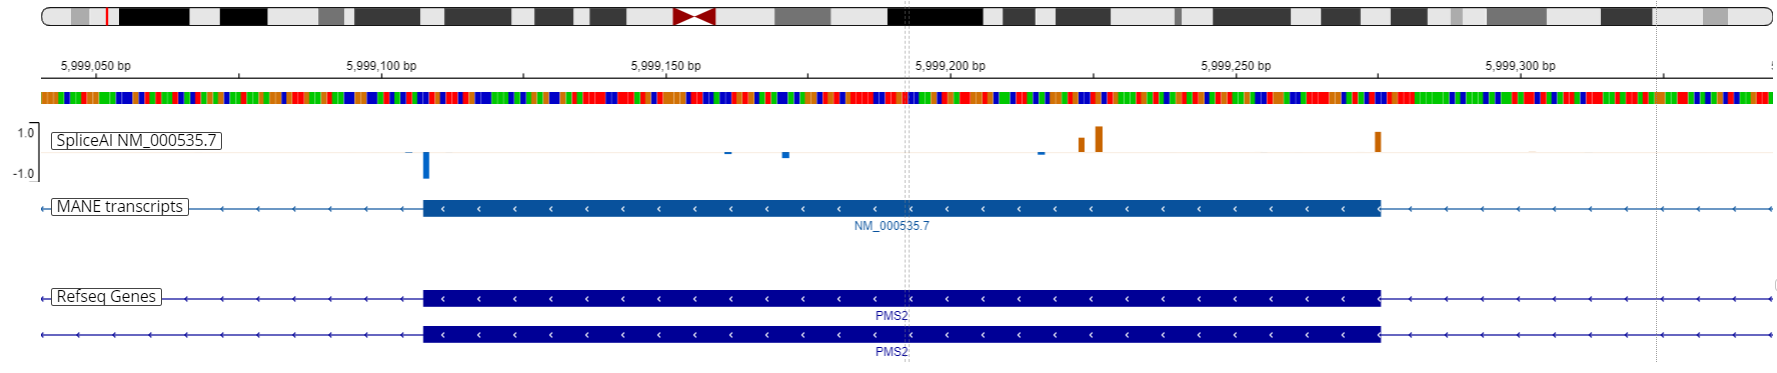 5,999,050 bp 5,999,100 bp 5,999,150 bp 5,999,200 bp 5,999,250 bp 5,999,300 bp
1.0
SpliceAI NM_000535.7
-1.0
MANE transcripts
NM_000535.7
Refseq Genes
PMS2
PMS2